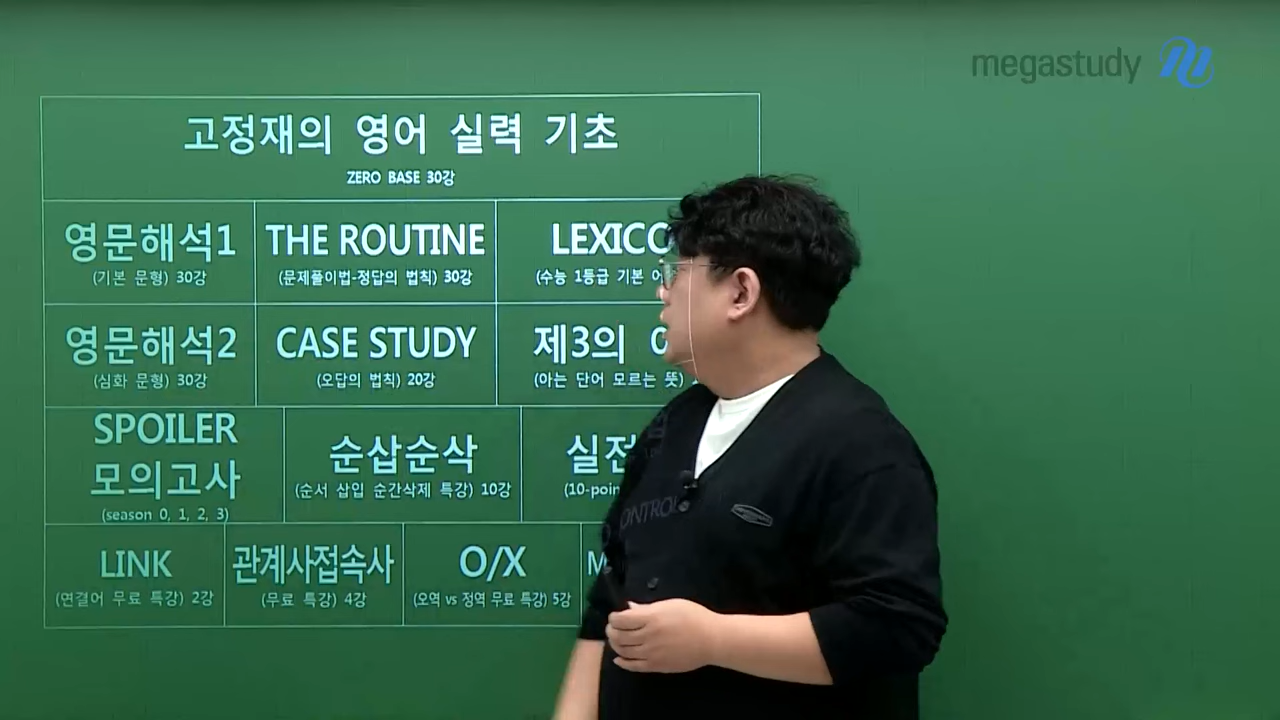 megastudy
고정재의 영어 실력 기초
ZERO BASE 30강
영문해석1
(기본 문형) 30강
THE ROUTINE
(문제풀이법-정답의 법칙) 30강
LEXICO
(수능 1등급 기본
영문해석2
(심화 문형) 30강
CASE STUDY
(오답의 법칙) 20강
제3의
(아는 단어 모르는 뜻)
SPOILER
모의고사
(season 0, 1, 2, 3)
순삽순삭
(순서 삽입 순간삭제 특강) 10강
실전
(10-poin
LINK
(연결어 무료 특강) 2강
관계사접속사
(무료 특강) 4강
O/X
(오역 vs 정역 무료 특강) 5강
M